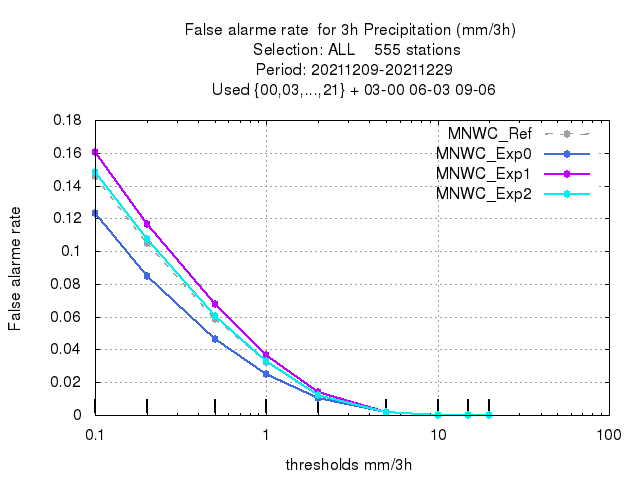 False alarme rate  for 3h Precipitation (mm/3h)
Selection: ALL    555 stations
Period: 20211209-20211229
Used {00,03,...,21} + 03-00 06-03 09-06
MNWC_Ref
MNWC_Exp0
MNWC_Exp1
MNWC_Exp2
False alarme rate
0.18
0.16
0.14
0.12
0.1
0.08
0.06
0.04
0.02
0
0.1 1 10 100
thresholds mm/3h